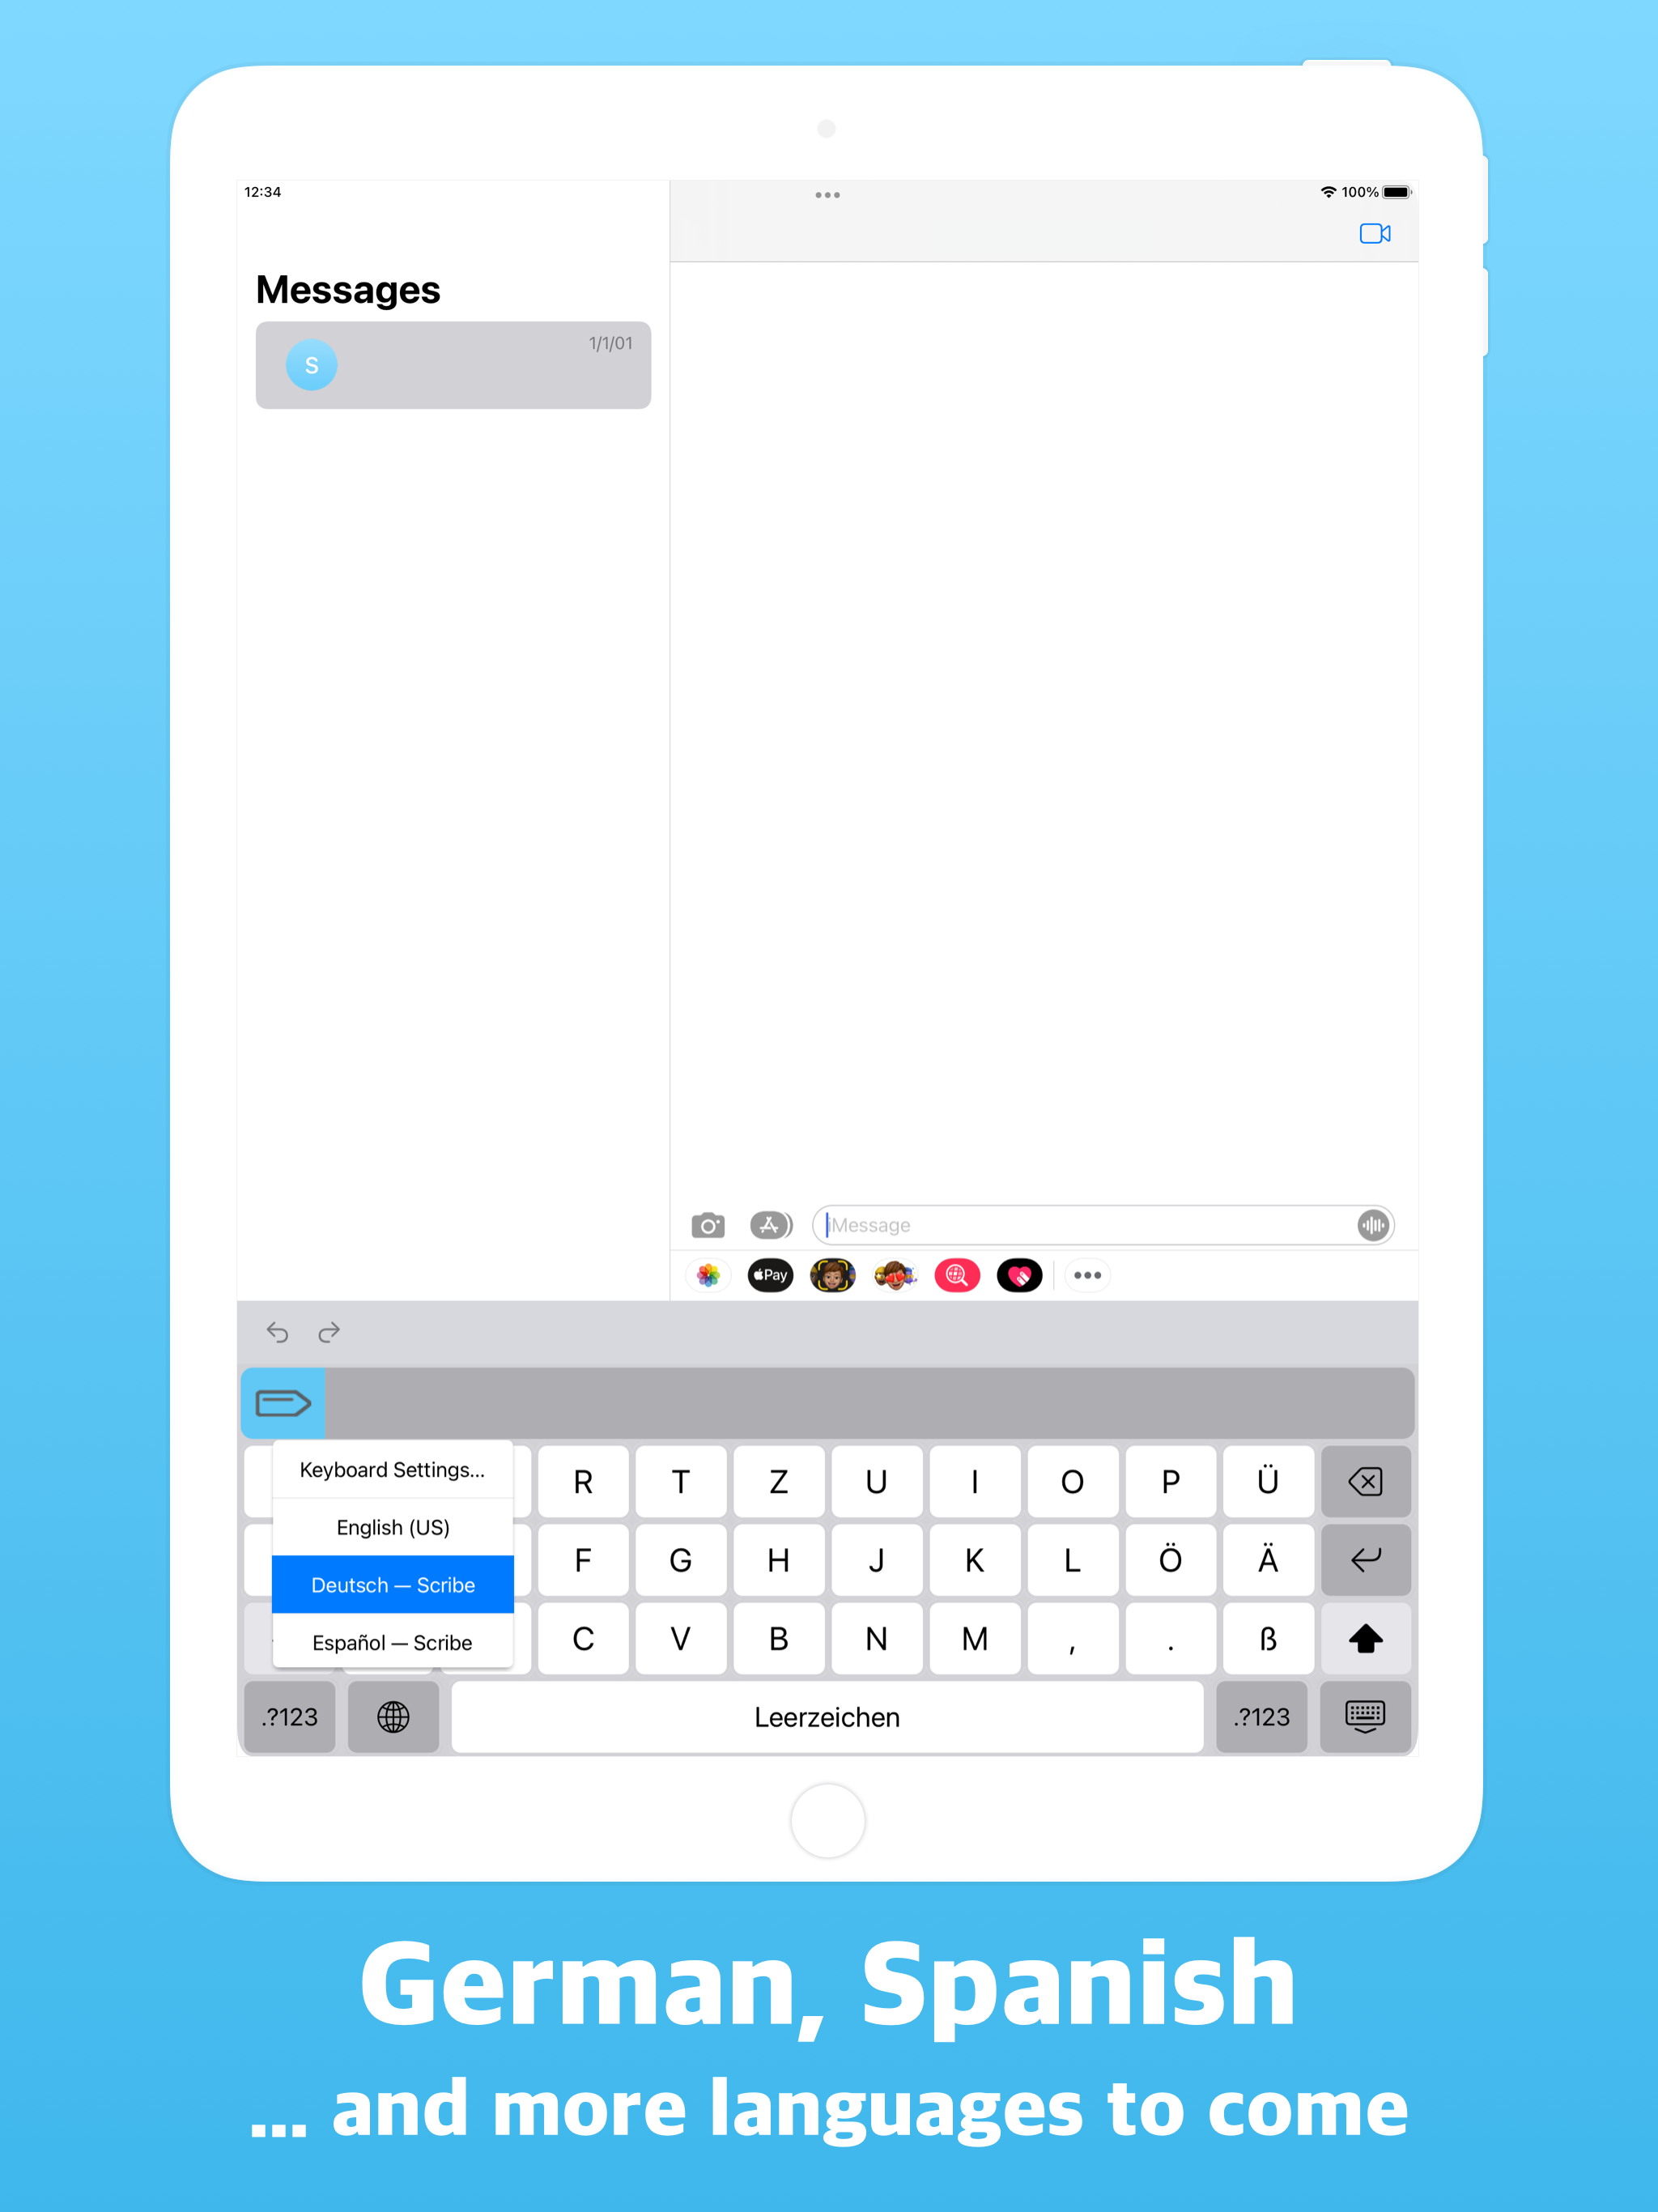 12:34
100%
Messages
S
1/1/01
iMessage
Pay
Keyboard Settings...
English (US)
Deutsch — Scribe
Español — Scribe
R T Z U I O P Ü
F G H J K L Ö Ä
C V B N M , . ß
.?123
Leerzeichen
.?123
German, Spanish
... and more languages to come